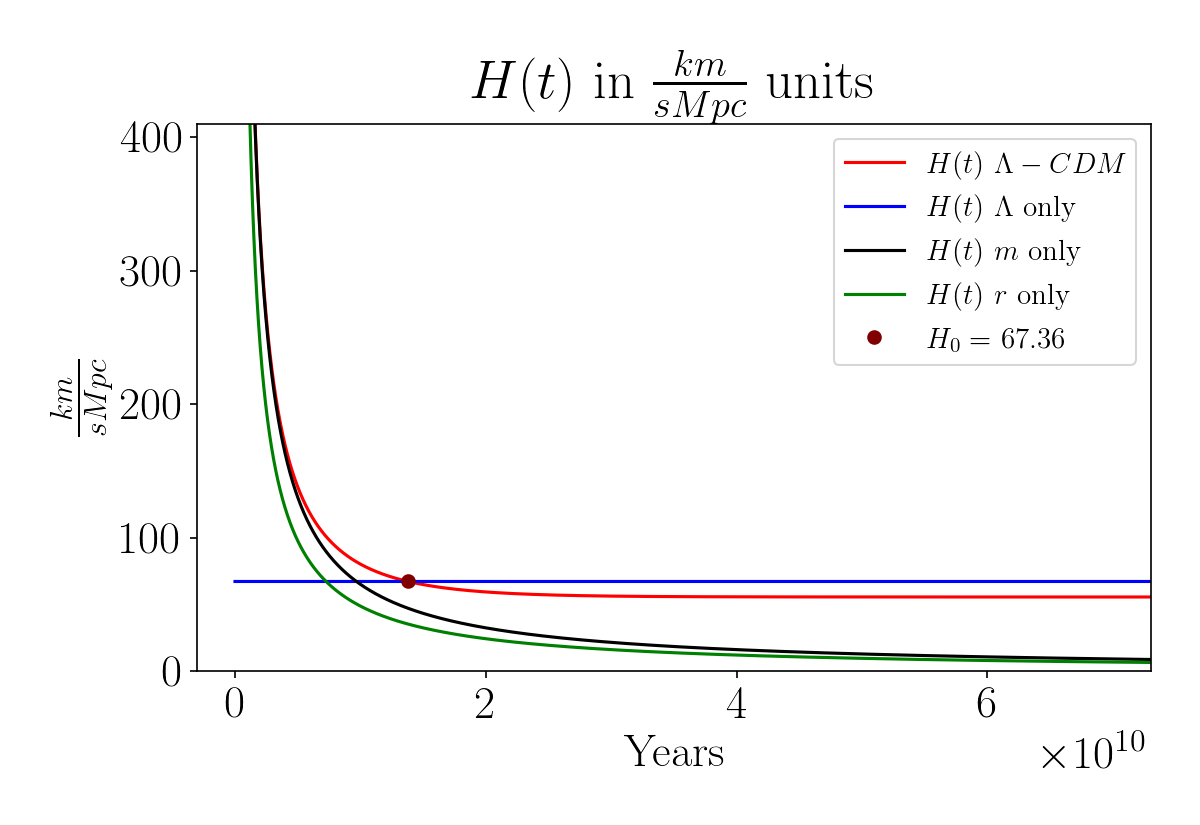 H(t) in km/sMpc units
km/sMpc
400
300
200
100
0
H(t) Λ − CDM
H(t) Λ only
H(t) m only
H(t) r only
H₀ = 67.36
0 2 4 6
Years
×10¹⁰